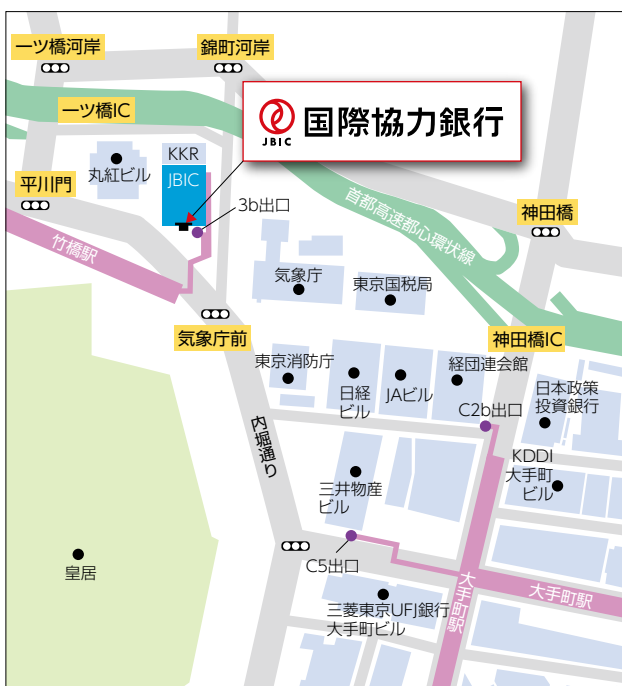 一ツ橋河岸
錦町河岸
一ツ橋IC
JBIC
国際協力銀行
KKR
JBIC
丸紅ビル
平川門
3b出口
首都高速都心環状線
神田橋
竹橋駅
気象庁
東京国税局
気象庁前
神田橋IC
東京消防庁
日経
ビル
JAビル
経団連会館
日本政策
投資銀行
C2b出口
内堀通り
KDDI
大手町
ビル
三井物産
ビル
C5出口
皇居
大手町駅
大手町駅
三菱東京UFJ銀行
大手町ビル